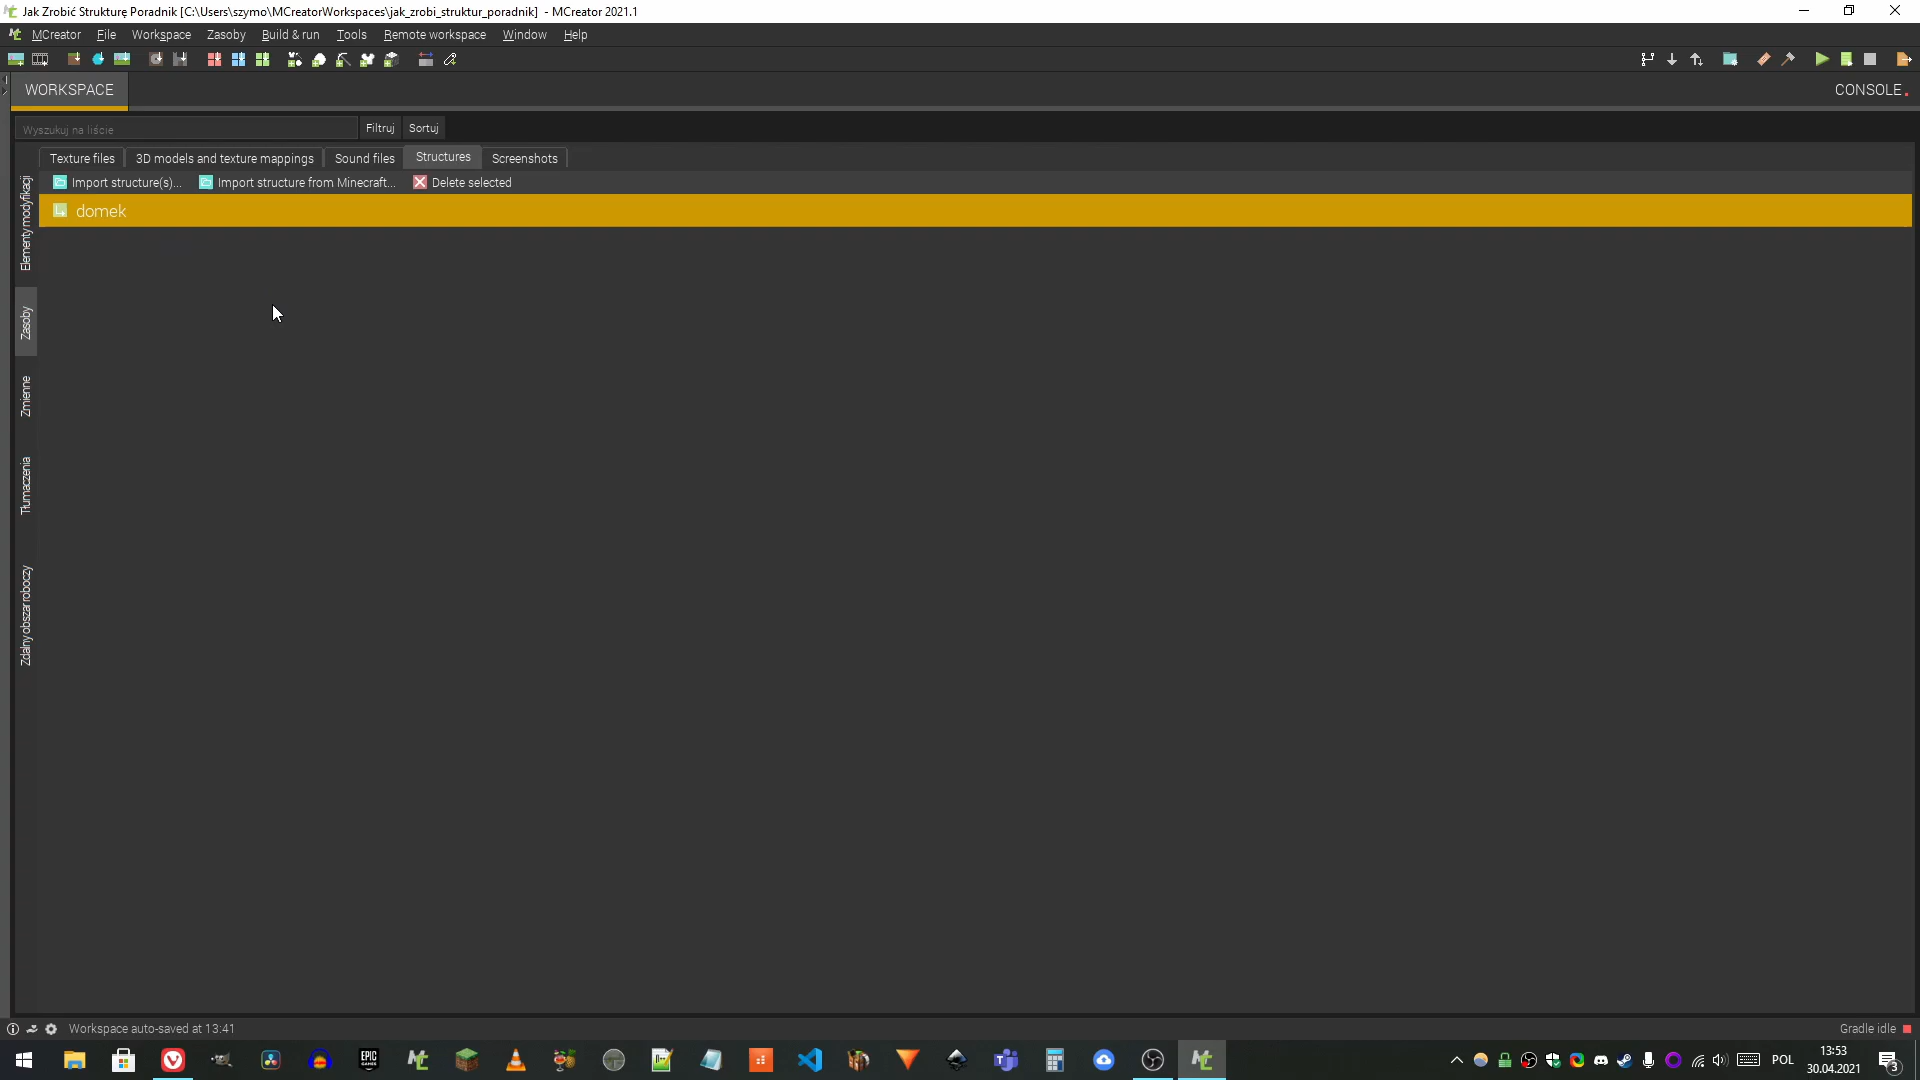 Jak Zrobić Strukturę Poradnik [C:\Users\szymo\MCreatorWorkspaces\jak_zrobi_struktur_poradnik] - MCreator 2021.1
MCreator File Workspace Zasoby Build & run Tools Remote workspace Window Help
WORKSPACE
CONSOLE.
Wyszukuj na liście Filtruj Sortuj
Texture files 3D models and texture mappings Sound files Structures Screenshots
Import structure(s)... Import structure from Minecraft... Delete selected
domek
Elementy modyfikacji
Zasoby
Zmienne
Tłumaczenia
Zdalny obszar roboczy
Workspace auto-saved at 13:41
Gradle idle
EPIC GAMES
POL
13:53
30.04.2021
3